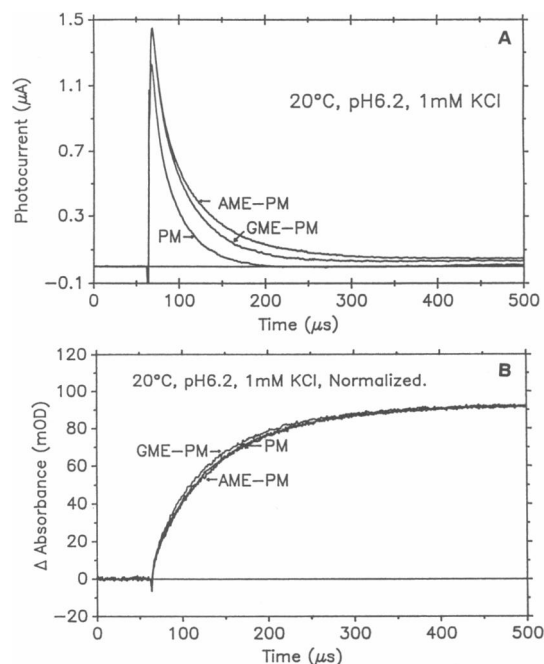 A
1.5
1.1
0.7
0.3
−0.1
Photocurrent (μA)
20°C, pH6.2, 1mM KCl
AME−PM
GME−PM
PM
0 100 200 300 400 500
Time (μs)
B
120
100
80
60
40
20
0
−20
Δ Absorbance (mOD)
20°C, pH6.2, 1mM KCl, Normalized.
GME−PM
PM
AME−PM
0 100 200 300 400 500
Time (μs)